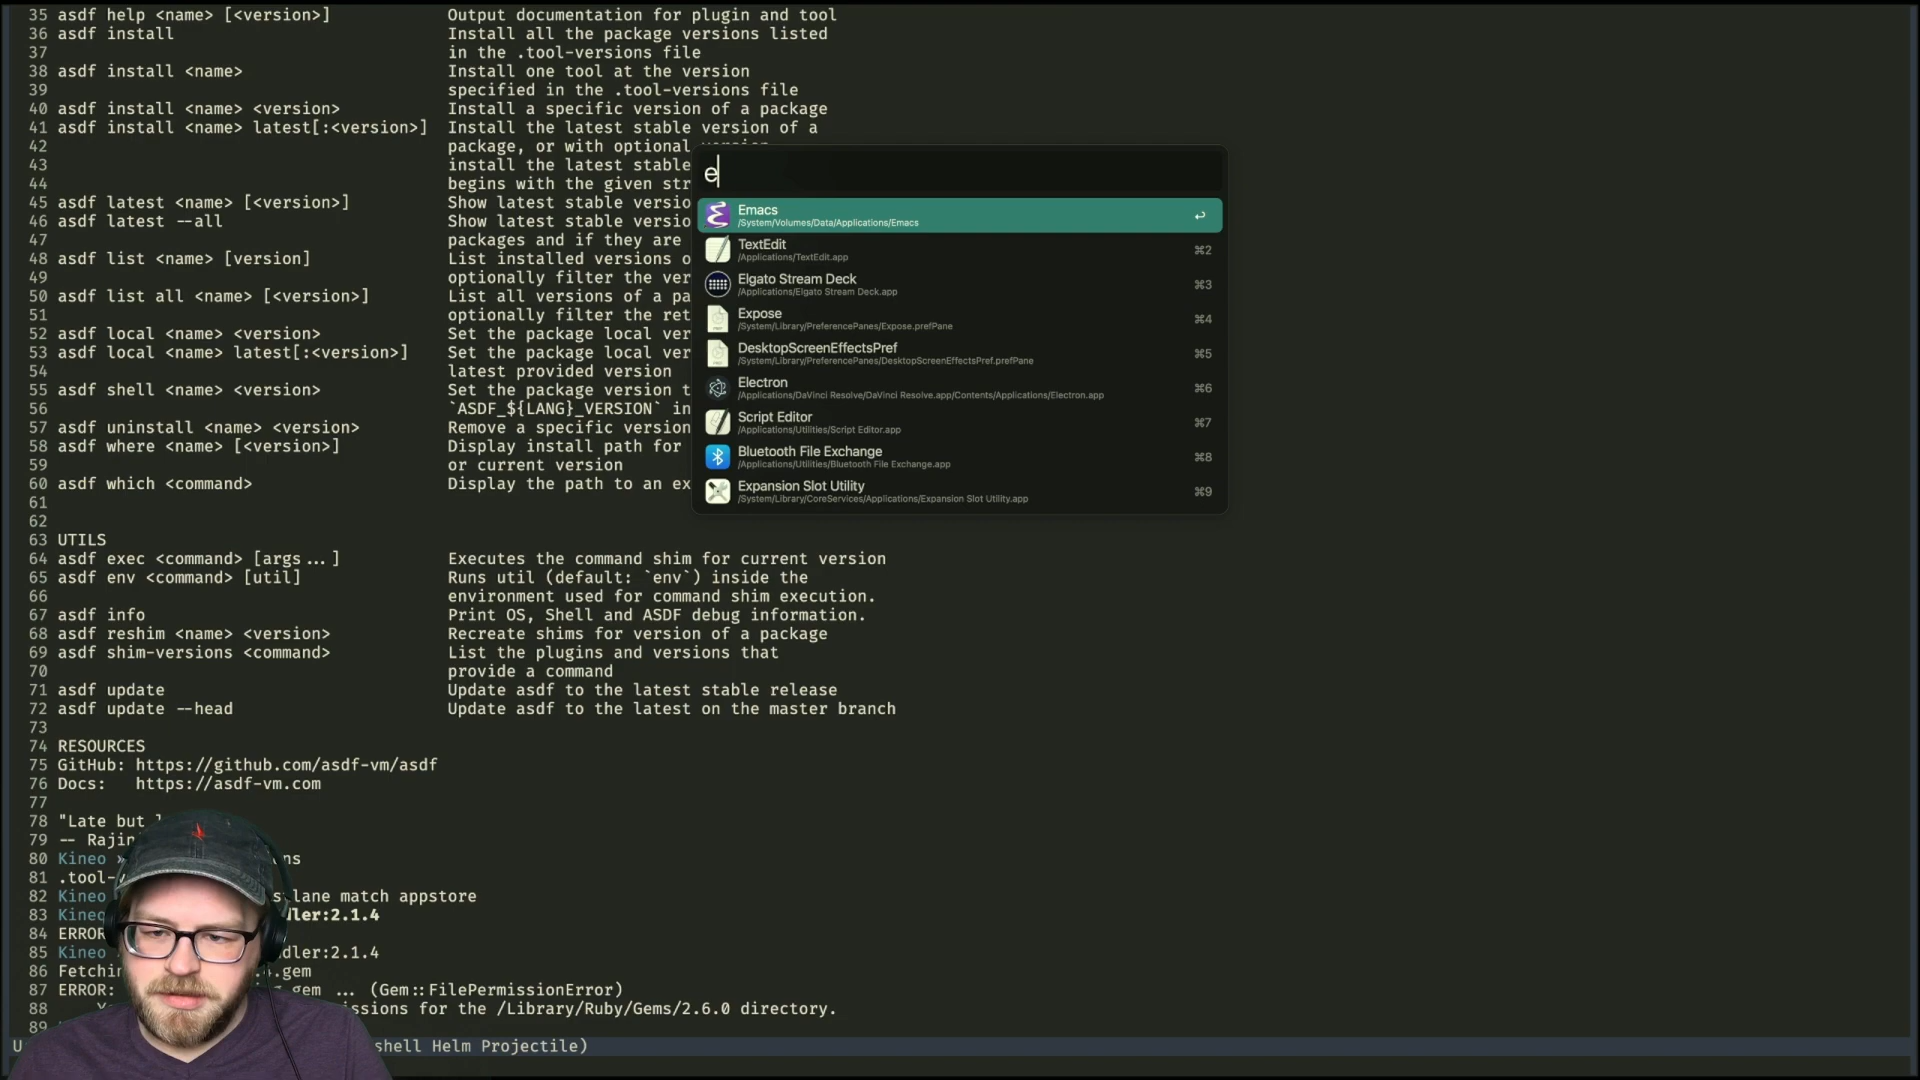 35 asdf help <name> [<version>] Output documentation for plugin and tool
36 asdf install Install all the package versions listed
37 in the .tool-versions file
38 asdf install <name> Install one tool at the version
39 specified in the .tool-versions file
40 asdf install <name> <version> Install a specific version of a package
41 asdf install <name> latest[:<version>] Install the latest stable version of a
42 package, or with optional version
43 install the latest stable
44 begins with the given str
45 asdf latest <name> [<version>] Show latest stable versio
46 asdf latest --all Show latest stable versio
47 packages and if they are
48 asdf list <name> [version] List installed versions o
49 optionally filter the ver
50 asdf list all <name> [<version>] List all versions of a pa
51 optionally filter the ret
52 asdf local <name> <version> Set the package local ver
53 asdf local <name> latest[:<version>] Set the package local ver
54 latest provided version
55 asdf shell <name> <version> Set the package version t
56 `ASDF_${LANG}_VERSION` in
57 asdf uninstall <name> <version> Remove a specific version
58 asdf where <name> [<version>] Display install path for
59 or current version
60 asdf which <command> Display the path to an ex
61
62
63 UTILS
64 asdf exec <command> [args...] Executes the command shim for current version
65 asdf env <command> [util] Runs util (default: `env`) inside the
66 environment used for command shim execution.
67 asdf info Print OS, Shell and ASDF debug information.
68 asdf reshim <name> <version> Recreate shims for version of a package
69 asdf shim-versions <command> List the plugins and versions that
70 provide a command
71 asdf update Update asdf to the latest stable release
72 asdf update --head Update asdf to the latest on the master branch
73
74 RESOURCES
75 GitHub: https://github.com/asdf-vm/asdf
76 Docs: https://asdf-vm.com
77
78 "Late but
79 -- Rajin
80 Kineo » ns
81 .tool-
82 Kineo lane match appstore
83 Kineo ler:2.1.4
84 ERROR
85 Kineo dler:2.1.4
86 Fetchin .gem
87 ERROR: gem ... (Gem::FilePermissionError)
88 issions for the /Library/Ruby/Gems/2.6.0 directory.
89
U shell Helm Projectile)
e
Emacs
/System/Volumes/Data/Applications/Emacs
TextEdit ⌘2
/Applications/TextEdit.app
Elgato Stream Deck ⌘3
/Applications/Elgato Stream Deck.app
Expose ⌘4
/System/Library/PreferencePanes/Expose.prefPane
DesktopScreenEffectsPref ⌘5
/System/Library/PreferencePanes/DesktopScreenEffectsPref.prefPane
Electron ⌘6
/Applications/DaVinci Resolve/DaVinci Resolve.app/Contents/Applications/Electron.app
Script Editor ⌘7
/Applications/Utilities/Script Editor.app
Bluetooth File Exchange ⌘8
/Applications/Utilities/Bluetooth File Exchange.app
Expansion Slot Utility ⌘9
/System/Library/CoreServices/Applications/Expansion Slot Utility.app